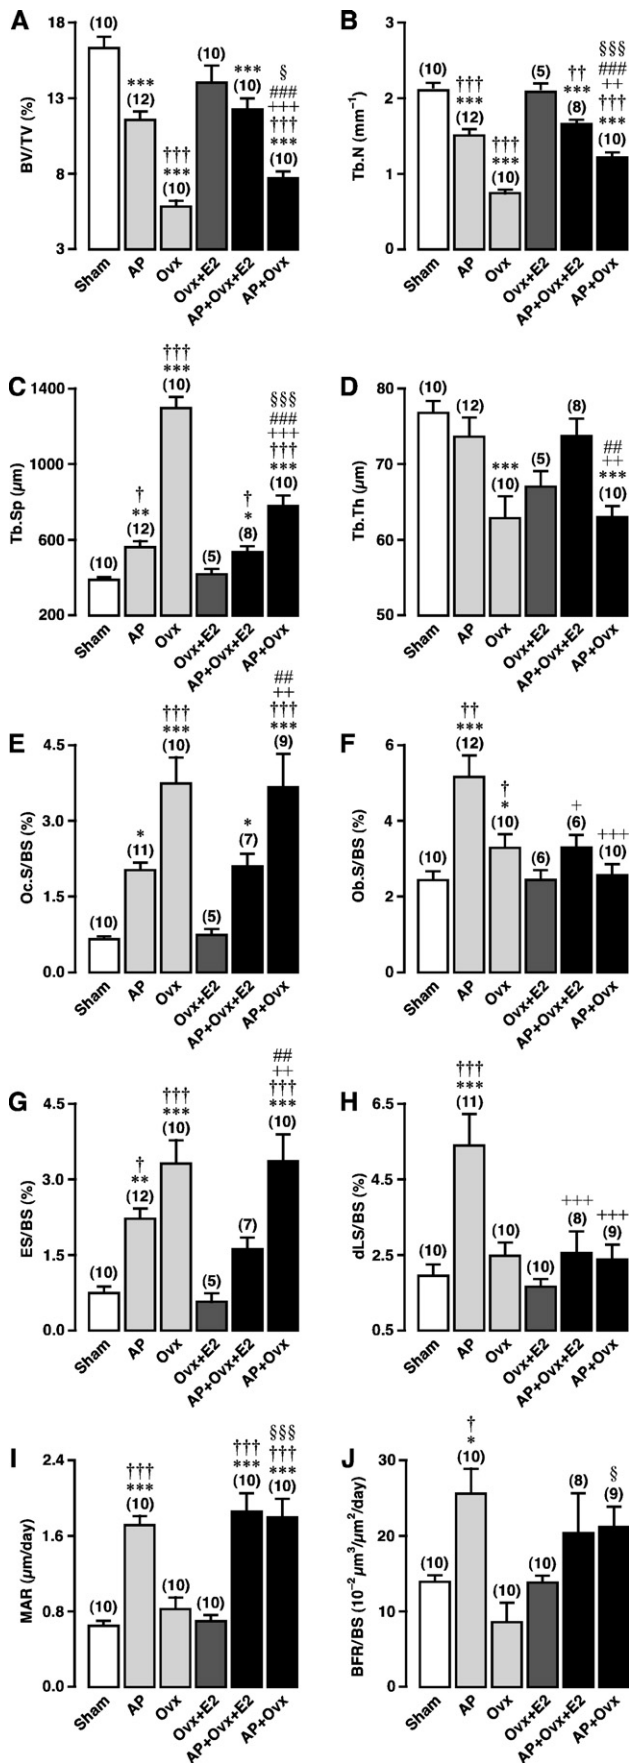 A
BV/TV (%)
18
13
8
3
(10)
***
(12)
†††
***
(10)
(10)
***
(10)
§
###
+++
†††
***
(10)
Sham
AP
Ovx
Ovx+E2
AP+Ovx+E2
AP+Ovx
B
Tb.N (mm⁻¹)
3
2
1
0
(10)
†††
***
(12)
†††
***
(10)
(5)
††
***
(8)
§§§
###
++
†††
***
(10)
Sham
AP
Ovx
Ovx+E2
AP+Ovx+E2
AP+Ovx
C
Tb.Sp (µm)
1400
1000
600
200
(10)
†
**
(12)
†††
***
(10)
(5)
†
*
(8)
§§§
###
+++
†††
***
(10)
Sham
AP
Ovx
Ovx+E2
AP+Ovx+E2
AP+Ovx
D
Tb.Th (µm)
80
70
60
50
(10)
(12)
***
(10)
(5)
(8)
##
++
***
(10)
Sham
AP
Ovx
Ovx+E2
AP+Ovx+E2
AP+Ovx
E
Oc.S/BS (%)
4.5
3.0
1.5
0.0
(10)
*
(11)
†††
***
(10)
(5)
*
(7)
##
++
†††
***
(9)
Sham
AP
Ovx
Ovx+E2
AP+Ovx+E2
AP+Ovx
F
Ob.S/BS (%)
6
4
2
0
(10)
††
***
(12)
†
*
(10)
(6)
+
(6)
+++
(10)
Sham
AP
Ovx
Ovx+E2
AP+Ovx+E2
AP+Ovx
G
ES/BS (%)
4.5
3.0
1.5
0.0
(10)
†
**
(12)
†††
***
(10)
(5)
(7)
##
++
†††
***
(10)
Sham
AP
Ovx
Ovx+E2
AP+Ovx+E2
AP+Ovx
H
dLS/BS (%)
6.5
4.5
2.5
0.5
(10)
†††
***
(11)
(10)
(10)
+++
(8)
+++
(9)
Sham
AP
Ovx
Ovx+E2
AP+Ovx+E2
AP+Ovx
I
MAR (µm/day)
2.4
1.6
0.8
0.0
(10)
†††
***
(10)
(10)
(10)
†††
***
(10)
§§§
†††
***
(10)
Sham
AP
Ovx
Ovx+E2
AP+Ovx+E2
AP+Ovx
J
BFR/BS (10⁻² µm³/µm²/day)
30
20
10
0
(10)
†
*
(10)
(10)
(10)
(8)
§
(9)
Sham
AP
Ovx
Ovx+E2
AP+Ovx+E2
AP+Ovx